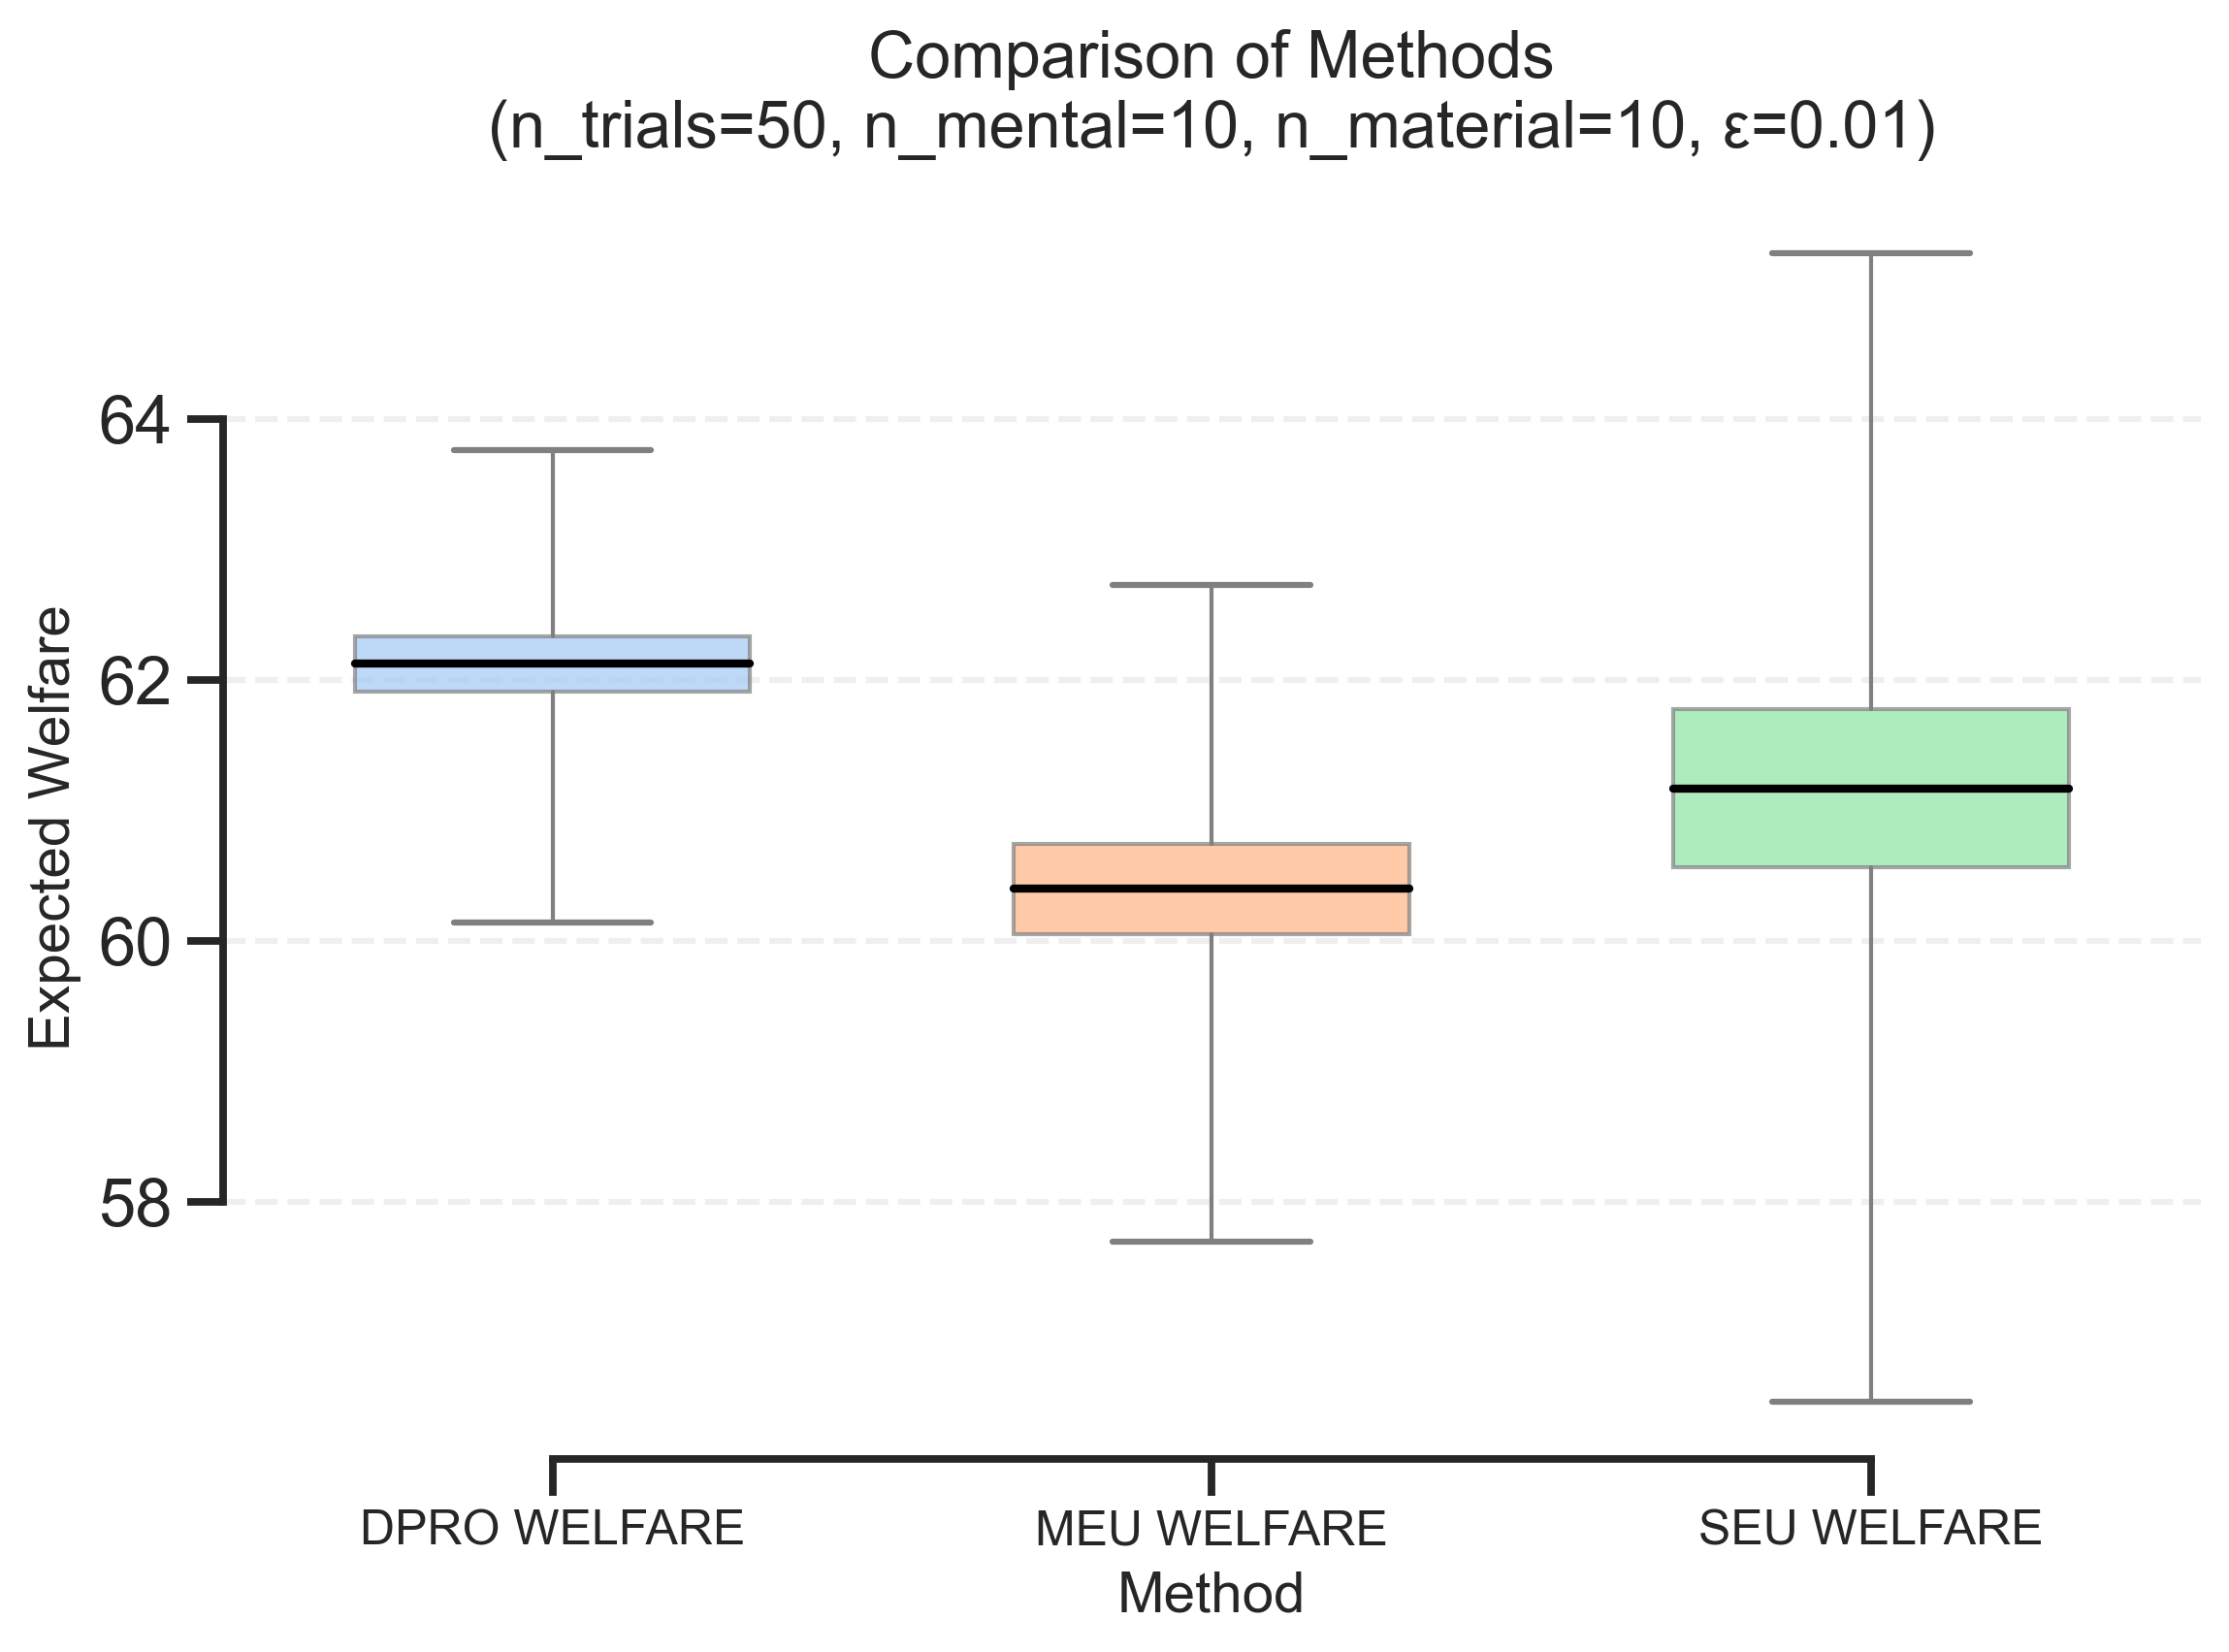 Comparison of Methods
(n_trials=50, n_mental=10, n_material=10, ε=0.01)
Expected Welfare
64
62
60
58
DPRO WELFARE
MEU WELFARE
SEU WELFARE
Method